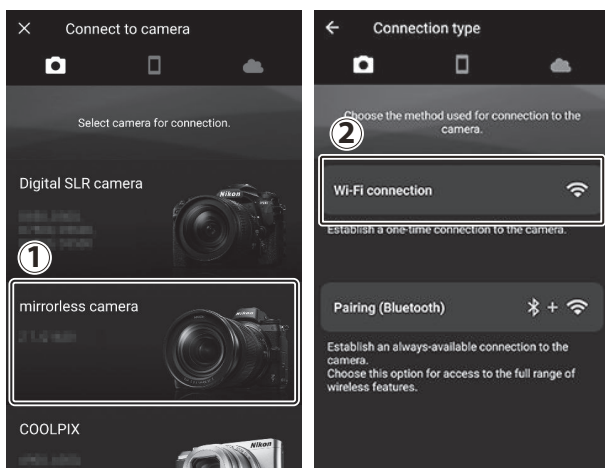 Connect to camera
Select camera for connection.
Digital SLR camera
Nikon
1
mirrorless camera
COOLPIX
Nikon
Connection type
Choose the method used for connection to the
camera.
2
Wi-Fi connection
Establish a one-time connection to the camera.
Pairing (Bluetooth)
+
Establish an always-available connection to the
camera.
Choose this option for access to the full range of
wireless features.